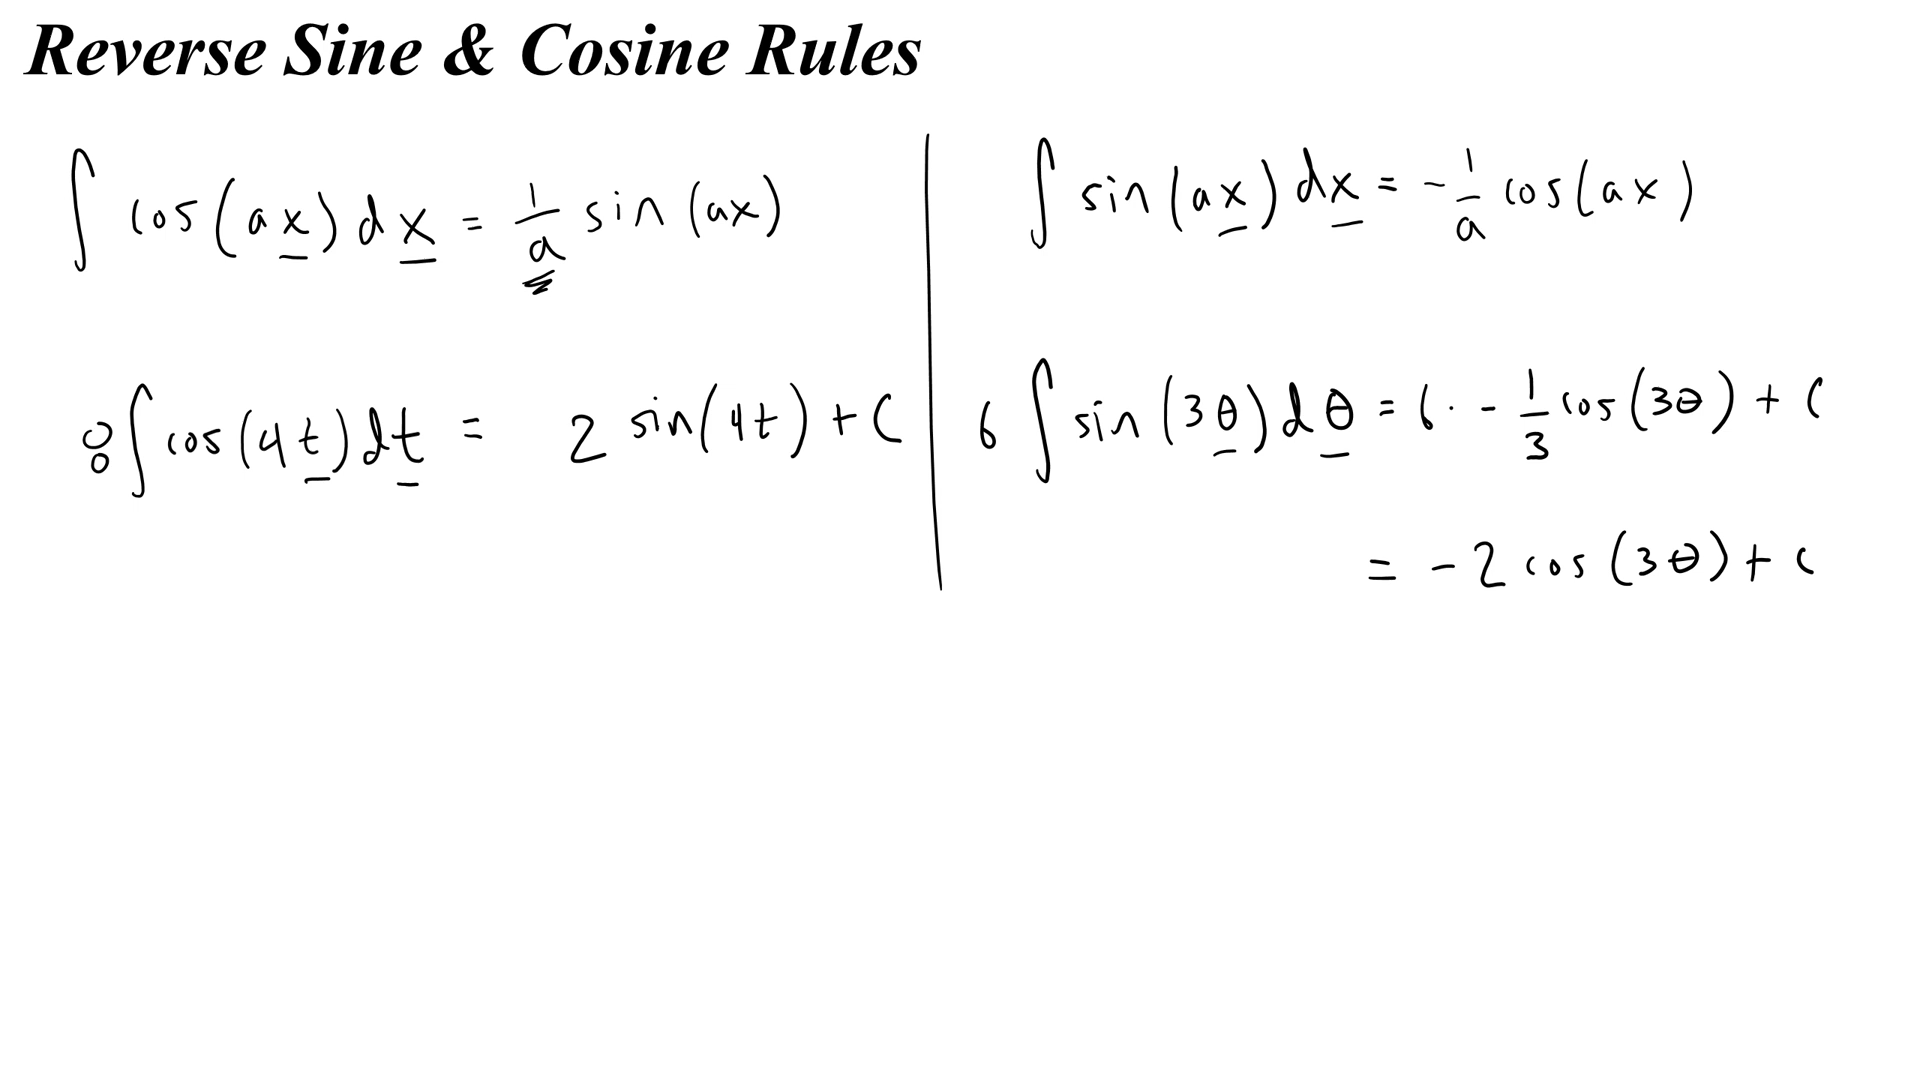 Reverse Sine & Cosine Rules
∫ cos(ax) dx = 1/a sin(ax)
8 ∫ cos(4t) dt = 2 sin(4t) + C
∫ sin(ax) dx = - 1/a cos(ax)
6 ∫ sin(3θ) dθ = 6 · - 1/3 cos(3θ) + C
= -2 cos(3θ) + C